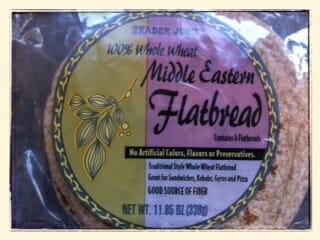 TRADER JOE'S
100% Whole Wheat
Middle Eastern
Flatbread
Contains 6 Flatbreads
No Artificial Colors, Flavors or Preservatives.
Traditional Style Whole Wheat Flatbread
Great for Sandwiches, Kebabs, Gyros and Pizza
GOOD SOURCE OF FIBER
NET WT. 11.85 OZ (336g)